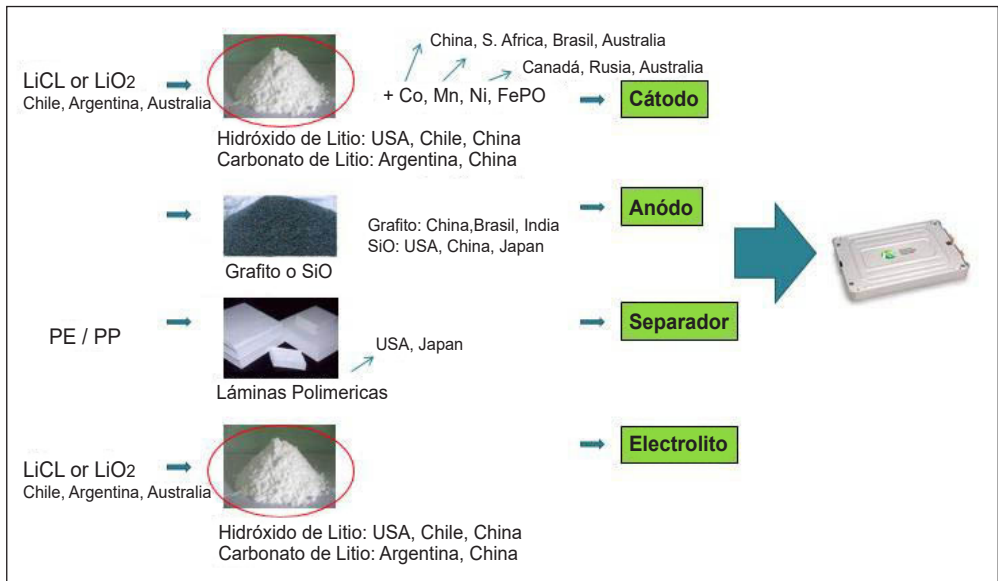 China, S. Africa, Brasil, Australia
Canadá, Rusia, Australia
LiCL or LiO2
Chile, Argentina, Australia
+ Co, Mn, Ni, FePO
Cátodo
Hidróxido de Litio: USA, Chile, China
Carbonato de Litio: Argentina, China
Grafito: China,Brasil, India
SiO: USA, China, Japan
Anódo
Grafito o SiO
PE / PP
USA, Japan
Separador
Láminas Polimericas
LiCL or LiO2
Chile, Argentina, Australia
Electrolito
Hidróxido de Litio: USA, Chile, China
Carbonato de Litio: Argentina, China